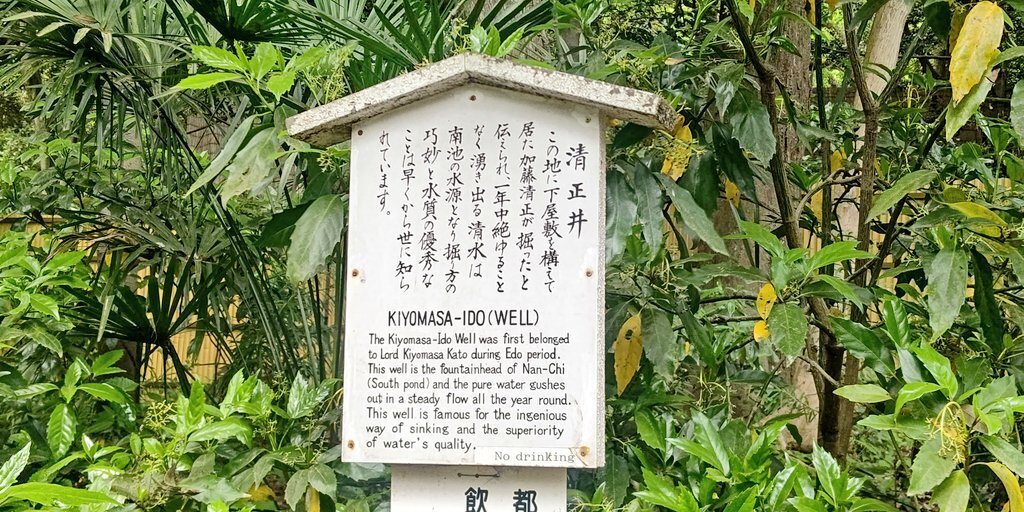 清正井
この地に下屋敷を構えて
居た加藤清正が掘ったと
伝えられ、一年中絶ゆること
なく湧き出る清水は
南池の水源となり掘り方の
巧妙と水質の優秀な
ことは早くから世に知ら
れています。
KIYOMASA-IDO(WELL)
The Kiyomasa-Ido Well was first belonged
to Lord Kiyomasa Kato during Edo period.
This well is the fountainhead of Nan-Chi
(South pond) and the pure water gushes
out in a steady flow all the year round.
This well is famous for the ingenious
way of sinking and the superiority
of water's quality.
No drinking
飲 都